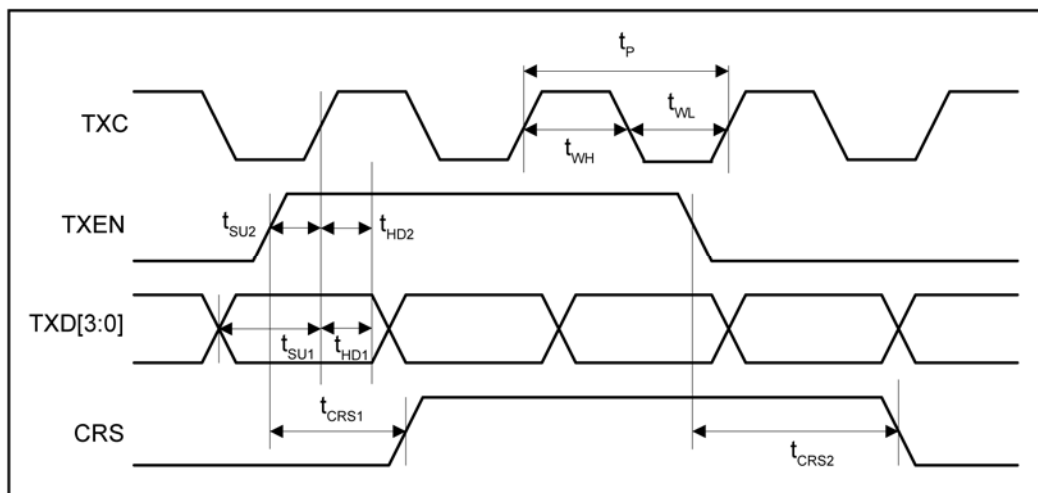 tP
TXC
tWL
tWH
TXEN
tSU2
tHD2
TXD[3:0]
tSU1
tHD1
tCRS1
CRS
tCRS2